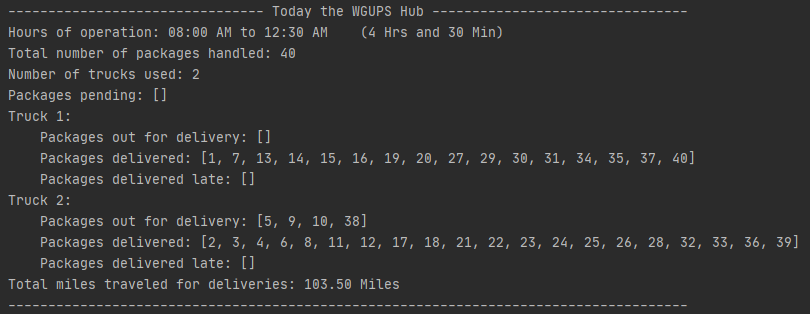 -------------------------------- Today the WGUPS Hub --------------------------------
Hours of operation: 08:00 AM to 12:30 AM    (4 Hrs and 30 Min)
Total number of packages handled: 40
Number of trucks used: 2
Packages pending: []
Truck 1:
    Packages out for delivery: []
    Packages delivered: [1, 7, 13, 14, 15, 16, 19, 20, 27, 29, 30, 31, 34, 35, 37, 40]
    Packages delivered late: []
Truck 2:
    Packages out for delivery: [5, 9, 10, 38]
    Packages delivered: [2, 3, 4, 6, 8, 11, 12, 17, 18, 21, 22, 23, 24, 25, 26, 28, 32, 33, 36, 39]
    Packages delivered late: []
Total miles traveled for deliveries: 103.50 Miles
-------------------------------------------------------------------------------------